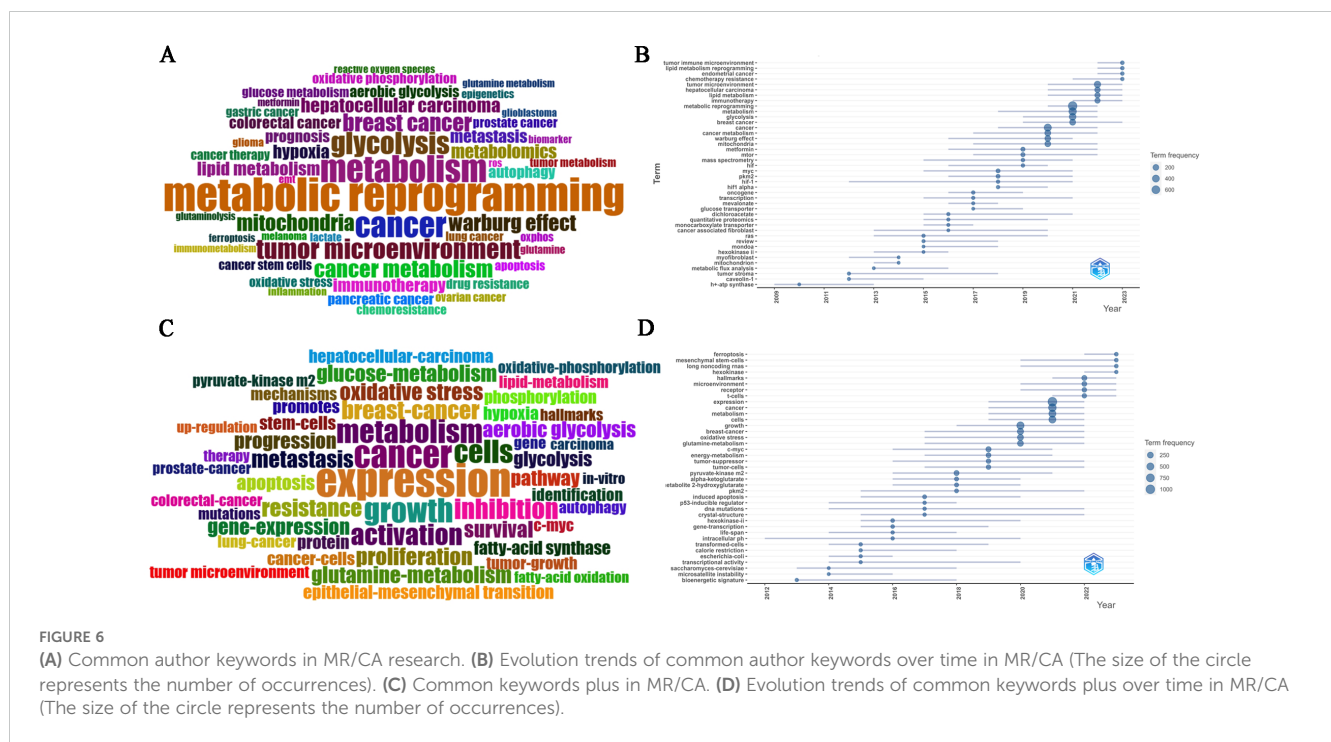 A
reactive oxygen species
oxidative phosphorylation
glutamine metabolism
glucose metabolism aerobic glycolysis epigenetics
metformin hepatocellular carcinoma
gastric cancer glioblastoma
colorectal cancer breast cancer prostate cancer
prognosis glycolysis metastasis biomarker
glioma
cancer therapy hypoxia metabolomics
lipid metabolism metabolism ros tumor metabolism
autophagy
emt
metabolic reprogramming
glutaminolysis
mitochondria cancer warburg effect
ferroptosis melanoma lactate lung cancer oxphos
immunometabolism tumor microenvironment glutamine
cancer stem cells cancer metabolism apoptosis
oxidative stress immunotherapy drug resistance
inflammation
pancreatic cancer ovarian cancer
chemoresistance
B
Term
tumor immune microenvironment
lipid metabolism reprogramming
endometrial cancer
chemotherapy resistance
tumor microenvironment
hepatocellular carcinoma
lipid metabolism
immunotherapy
metabolic reprogramming
metabolism
glycolysis
breast cancer
cancer
cancer metabolism
warburg effect
mitochondria
metformin
mtor
mass spectrometry
hif
myc
pkm2
hif-1
hif1 alpha
oncogene
transcription
mevalonate
glucose transporter
dichloroacetate
quantitative proteomics
monocarboxylate transporter
cancer associated fibroblast
ras
review
mondoa
hexokinase ii
myofibroblast
mitochondrion
metabolic flux analysis
tumor stroma
caveolin-1
h+-atp synthase
2009 2011 2013 2015 2017 2019 2021 2023
Year
Term frequency
200
400
600
C
hepatocellular-carcinoma
glucose-metabolism oxidative-phosphorylation
pyruvate-kinase m2 lipid-metabolism
mechanisms oxidative stress phosphorylation
promotes breast-cancer hypoxia hallmarks
up-regulation stem-cells metabolism aerobic glycolysis
progression gene carcinoma
therapy metastasis cancer cells glycolysis
prostate-cancer
apoptosis expression pathway in-vitro
identification
colorectal-cancer resistance growth inhibition autophagy
mutations
gene-expression activation survival c-myc
lung-cancer protein
cancer-cells proliferation fatty-acid synthase
tumor-growth
tumor microenvironment glutamine-metabolism fatty-acid oxidation
epithelial-mesenchymal transition
D
ferroptosis
mesenchymal stem-cells
long noncoding rnas
hexokinase
hallmarks
microenvironment
receptor
t-cells
expression
cancer
metabolism
cells
growth
breast-cancer
oxidative stress
glutamine-metabolism
c-myc
energy-metabolism
tumor-suppressor
tumor-cells
pyruvate-kinase m2
alpha-ketoglutarate
etabolite 2-hydroxyglutarate
pkm2
induced apoptosis
p53-inducible regulator
dna mutations
crystal-structure
hexokinase-ii
gene-transcription
life-span
intracellular ph
transformed-cells
calorie restriction
escherichia-coli
transcriptional activity
saccharomyces-cerevisiae
microsatellite instability
bioenergetic signature
2012 2014 2016 2018 2020 2022
Year
Term frequency
250
500
750
1000
FIGURE 6
(A) Common author keywords in MR/CA research. (B) Evolution trends of common author keywords over time in MR/CA (The size of the circle
represents the number of occurrences). (C) Common keywords plus in MR/CA. (D) Evolution trends of common keywords plus over time in MR/CA
(The size of the circle represents the number of occurrences).